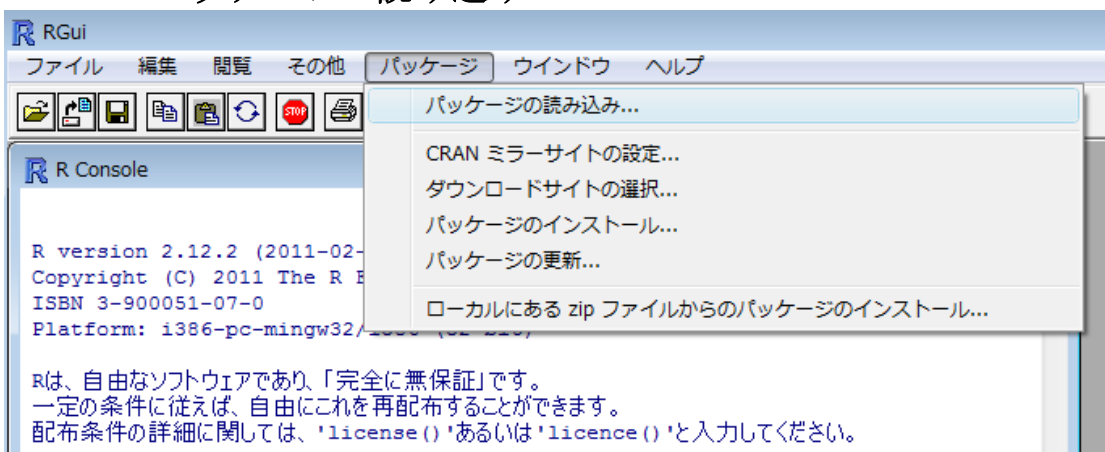 RGui
ファイル 編集 閲覧 その他 パッケージ ウインドウ ヘルプ
パッケージの読み込み...
CRAN ミラーサイトの設定...
ダウンロードサイトの選択...
パッケージのインストール...
パッケージの更新...
ローカルにある zip ファイルからのパッケージのインストール...
STOP
R Console
R version 2.12.2 (2011-02-
Copyright (C) 2011 The R
ISBN 3-900051-07-0
Platform: i386-pc-mingw32/
Rは、自由なソフトウェアであり、「完全に無保証」です。
一定の条件に従えば、自由にこれを再配布することができます。
配布条件の詳細に関しては、'license()'あるいは'licence()'と入力してください。